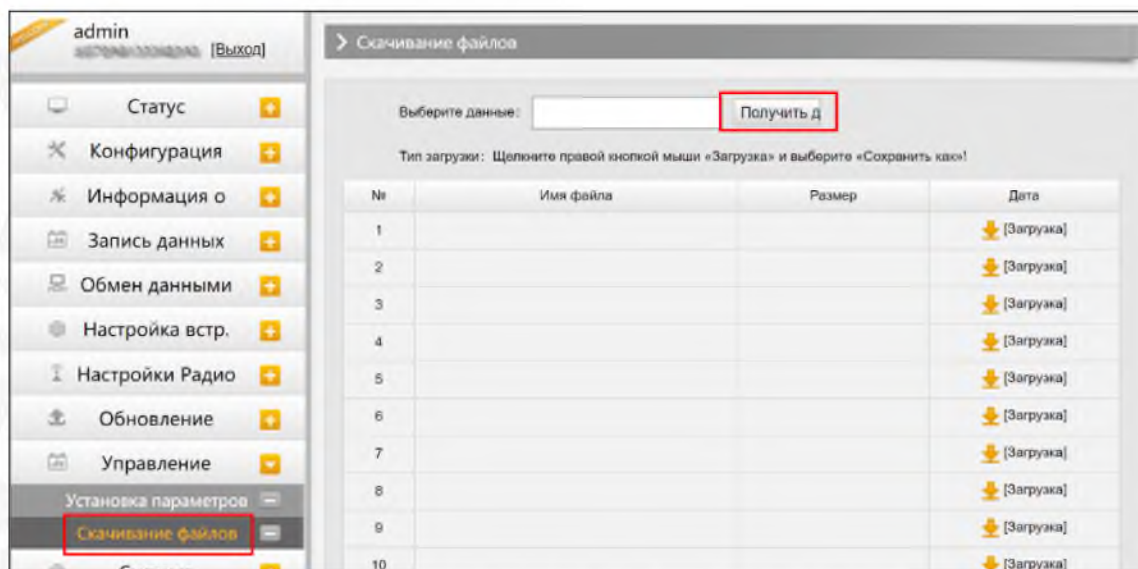 admin
[Выход]
Статус
Конфигурация
Информация о
Запись данных
Обмен данными
Настройка встр.
Настройки Радио
Обновление
Управление
Установка параметров
Скачивание файлов
Скачивание файлов
Выберите данные:
Получить д
Тип загрузки: Щелкните правой кнопкой мыши «Загрузка» и выберите «Сохранить как»!
№ Имя файла Размер Дата
1 [Загрузка]
2 [Загрузка]
3 [Загрузка]
4 [Загрузка]
5 [Загрузка]
6 [Загрузка]
7 [Загрузка]
8 [Загрузка]
9 [Загрузка]
10 [Загрузка]